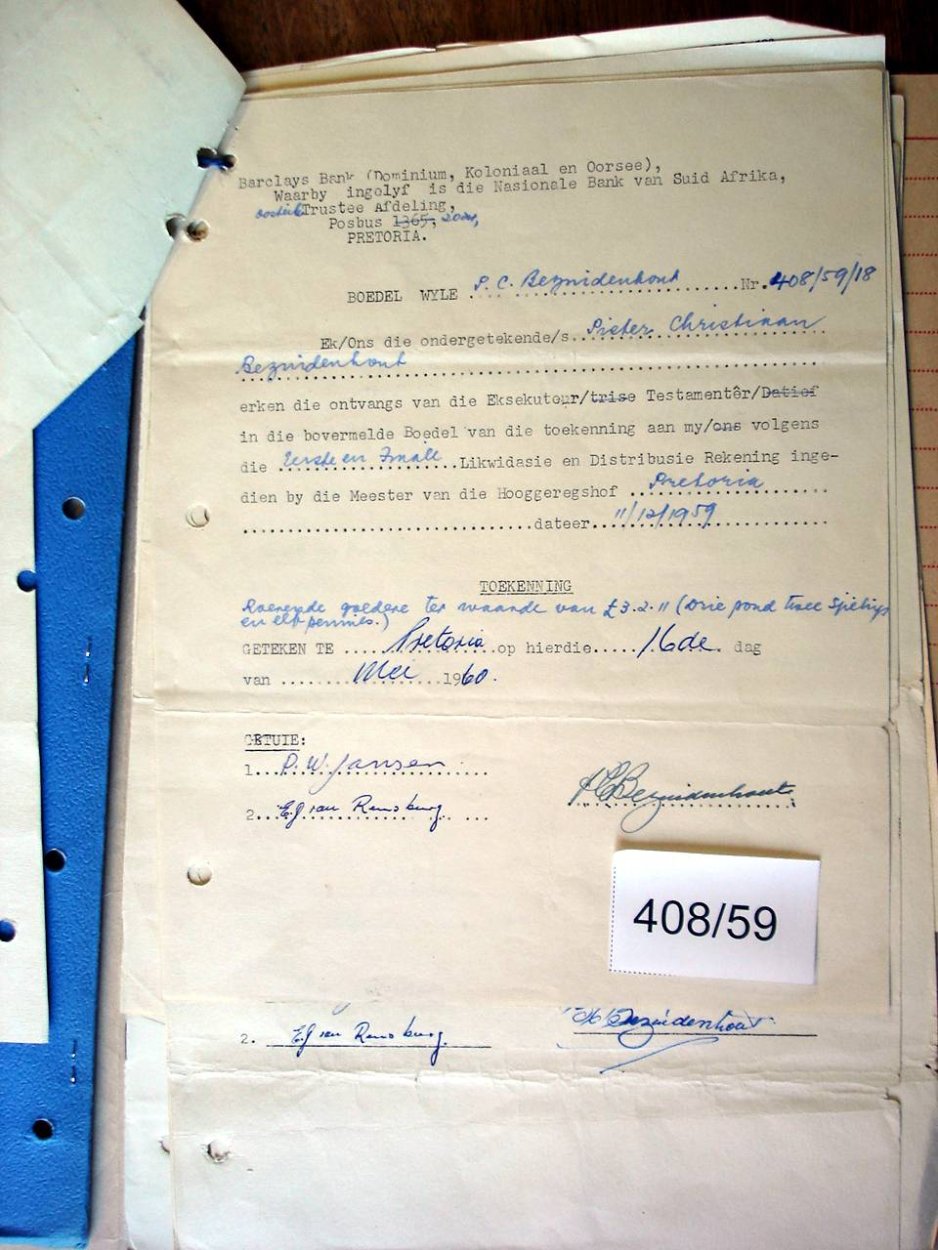 Barclays Bank (Dominium, Koloniaal en Oorsee),
Waarby ingolyf is die Nasionale Bank van Suid Afrika,
Trustee Afdeling,
Posbus 1365,
PRETORIA.
BOEDEL WYLE P. C. Bezuidenhout Nr. 408/59/18
Ek/Ons die ondergetekende/s Pieter Christiaan
Bezuidenhout
erken die ontvangs van die Eksekuteur/trise Testamentêr/Datief
in die bovermelde Boedel van die toekenning aan my/ons volgens
die Eerste en Finale Likwidasie en Distribusie Rekening inge-
dien by die Meester van die Hooggeregshof Pretoria
dateer 11/12/1959
TOEKENNING
Roerende goedere ter waarde van £3.2.11 (Drie pond twee sjielings
en elf pennies.)
GETEKEN TE Pretoria op hierdie 16de dag
van Mei 1960.
GETUIE:
1. P. W. Jansen
2. E J van Rensburg
PC Bezuidenhout
408/59
2. E J van Rensburg
Bezuidenhout